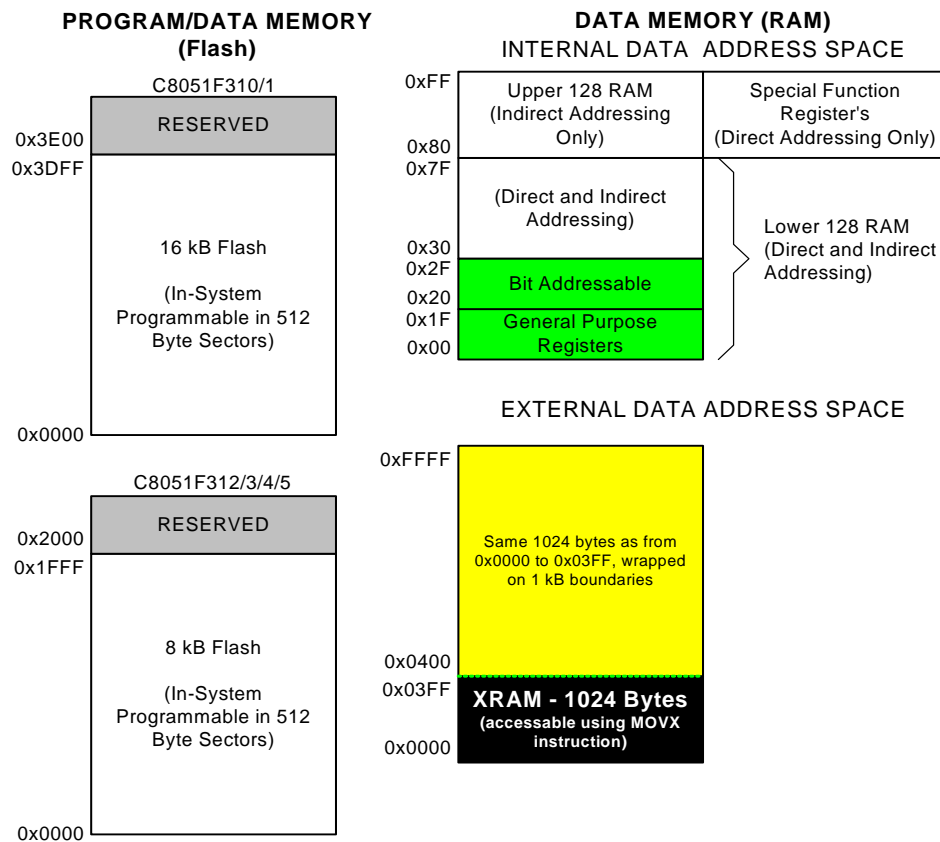 PROGRAM/DATA MEMORY
(Flash)
C8051F310/1
RESERVED
0x3E00
0x3DFF
16 kB Flash
(In-System
Programmable in 512
Byte Sectors)
0x0000
C8051F312/3/4/5
RESERVED
0x2000
0x1FFF
8 kB Flash
(In-System
Programmable in 512
Byte Sectors)
0x0000
DATA MEMORY (RAM)
INTERNAL DATA ADDRESS SPACE
0xFF
Upper 128 RAM
(Indirect Addressing
Only)
Special Function
Register's
(Direct Addressing Only)
0x80
0x7F
(Direct and Indirect
Addressing)
Lower 128 RAM
(Direct and Indirect
Addressing)
0x30
0x2F
Bit Addressable
0x20
0x1F
General Purpose
Registers
0x00
EXTERNAL DATA ADDRESS SPACE
0xFFFF
Same 1024 bytes as from
0x0000 to 0x03FF, wrapped
on 1 kB boundaries
0x0400
0x03FF
XRAM - 1024 Bytes
(accessable using MOVX
instruction)
0x0000